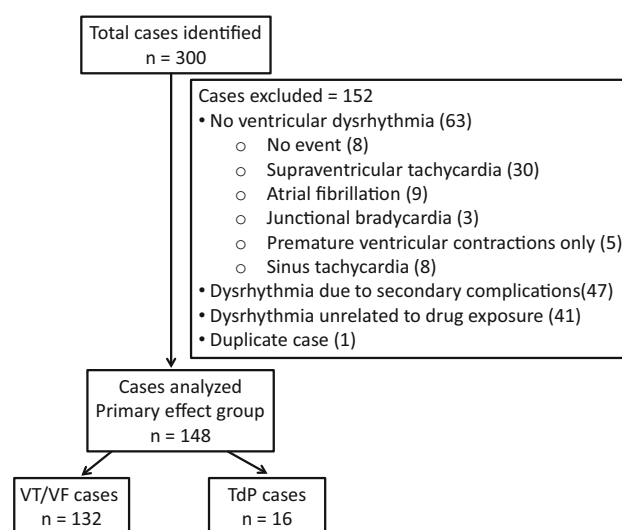 Total cases identified
n = 300
Cases excluded = 152
• No ventricular dysrhythmia (63)
o No event (8)
o Supraventricular tachycardia (30)
o Atrial fibrillation (9)
o Junctional bradycardia (3)
o Premature ventricular contractions only (5)
o Sinus tachycardia (8)
• Dysrhythmia due to secondary complications(47)
• Dysrhythmia unrelated to drug exposure (41)
• Duplicate case (1)
Cases analyzed
Primary effect group
n = 148
VT/VF cases
n = 132
TdP cases
n = 16